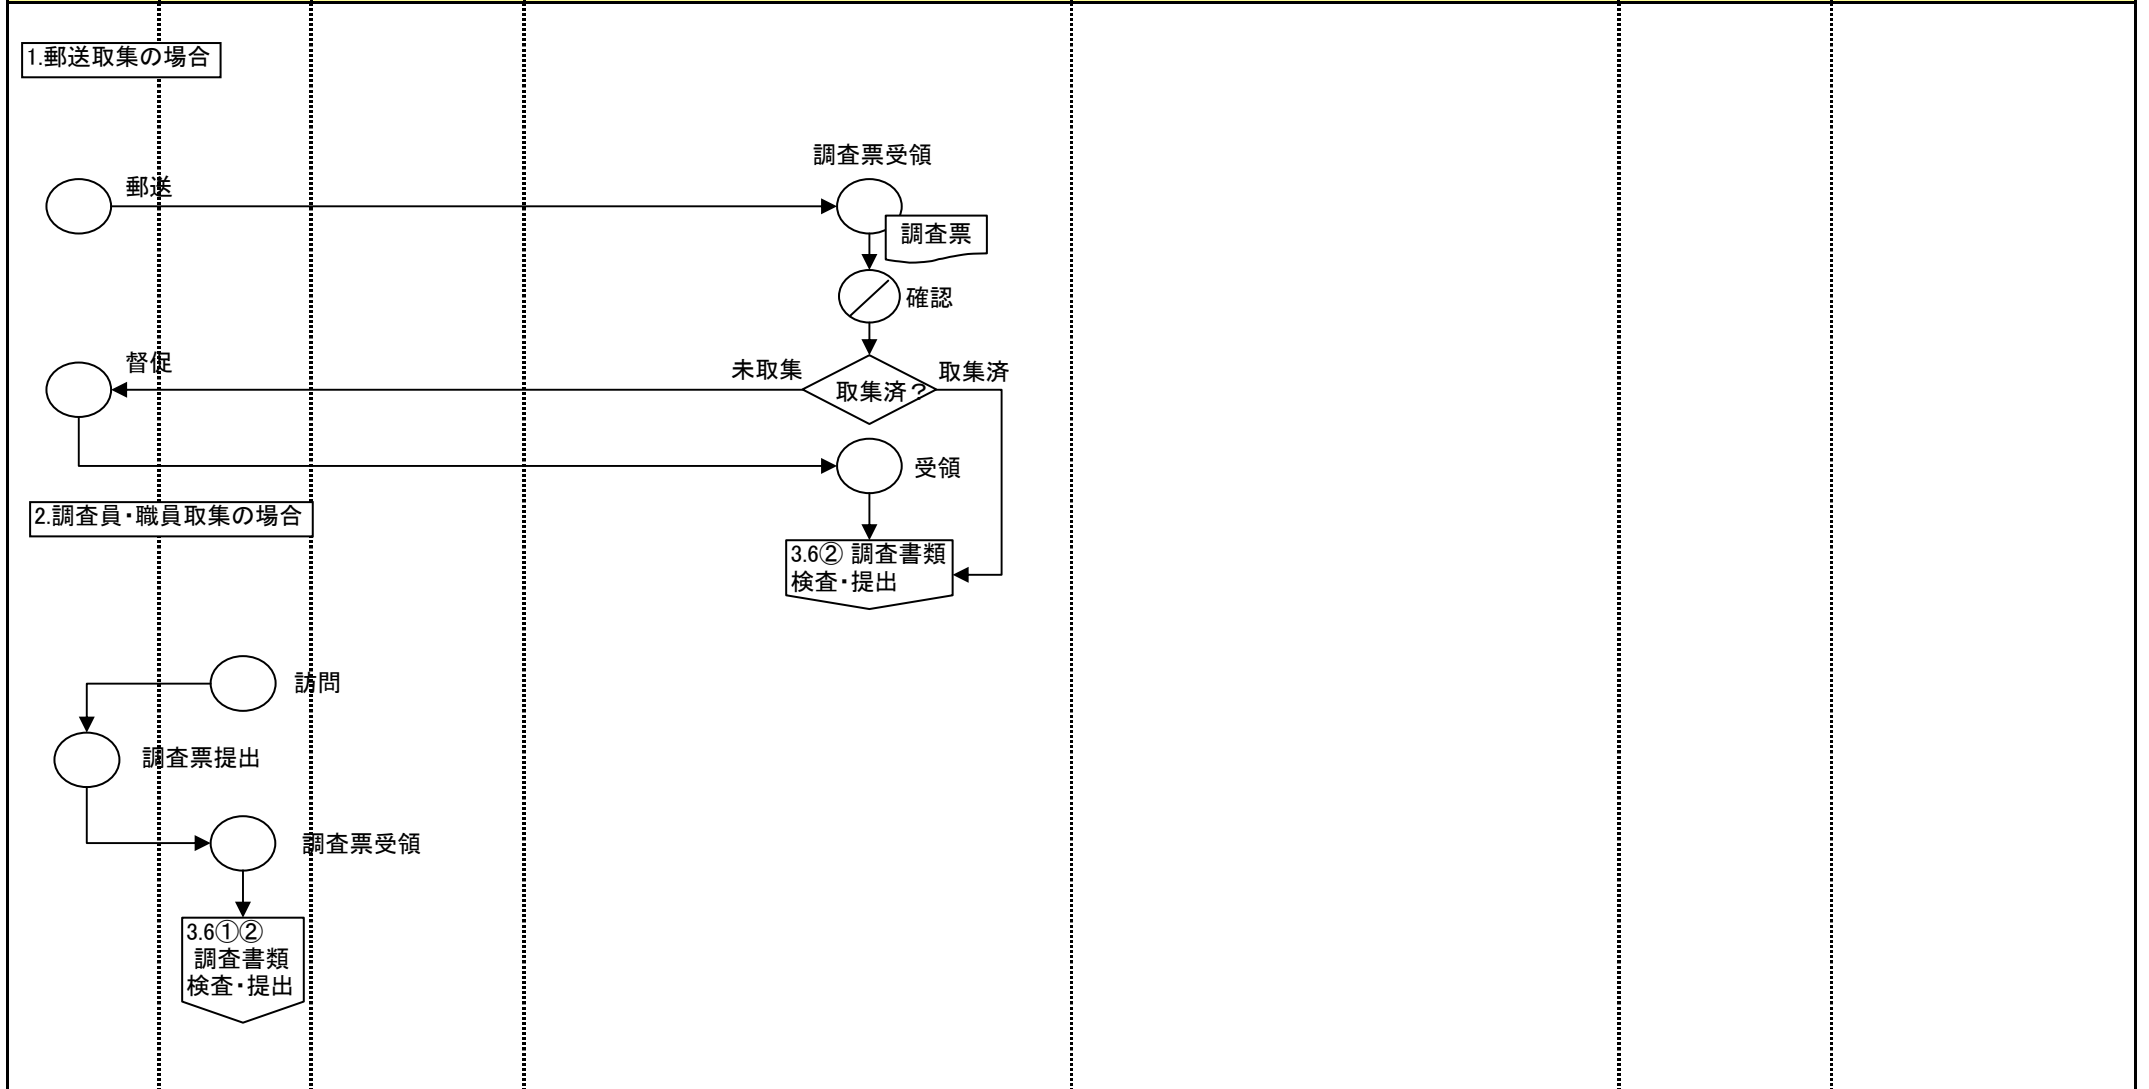 1.郵送取集の場合
調査票受領
郵送
調査票
確認
督促
未取集
取集済
取集済?
受領
2.調査員・職員取集の場合
3.6② 調査書類
検査・提出
訪問
調査票提出
調査票受領
3.6①②
調査書類
検査・提出